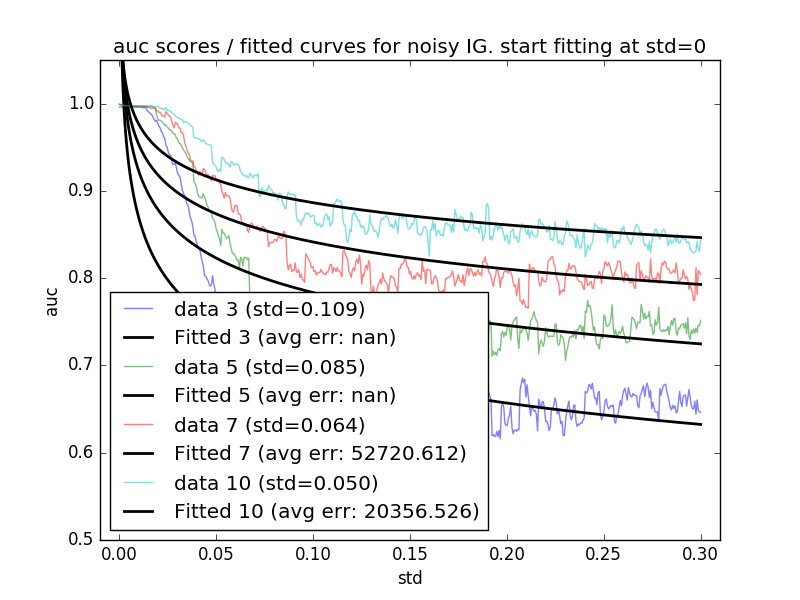 auc scores / fitted curves for noisy IG. start fitting at std=0
1.0
0.9
0.8
0.7
0.6
0.5
auc
data 3 (std=0.109)
Fitted 3 (avg err: nan)
data 5 (std=0.085)
Fitted 5 (avg err: nan)
data 7 (std=0.064)
Fitted 7 (avg err: 52720.612)
data 10 (std=0.050)
Fitted 10 (avg err: 20356.526)
0.00 0.05 0.10 0.15 0.20 0.25 0.30
std